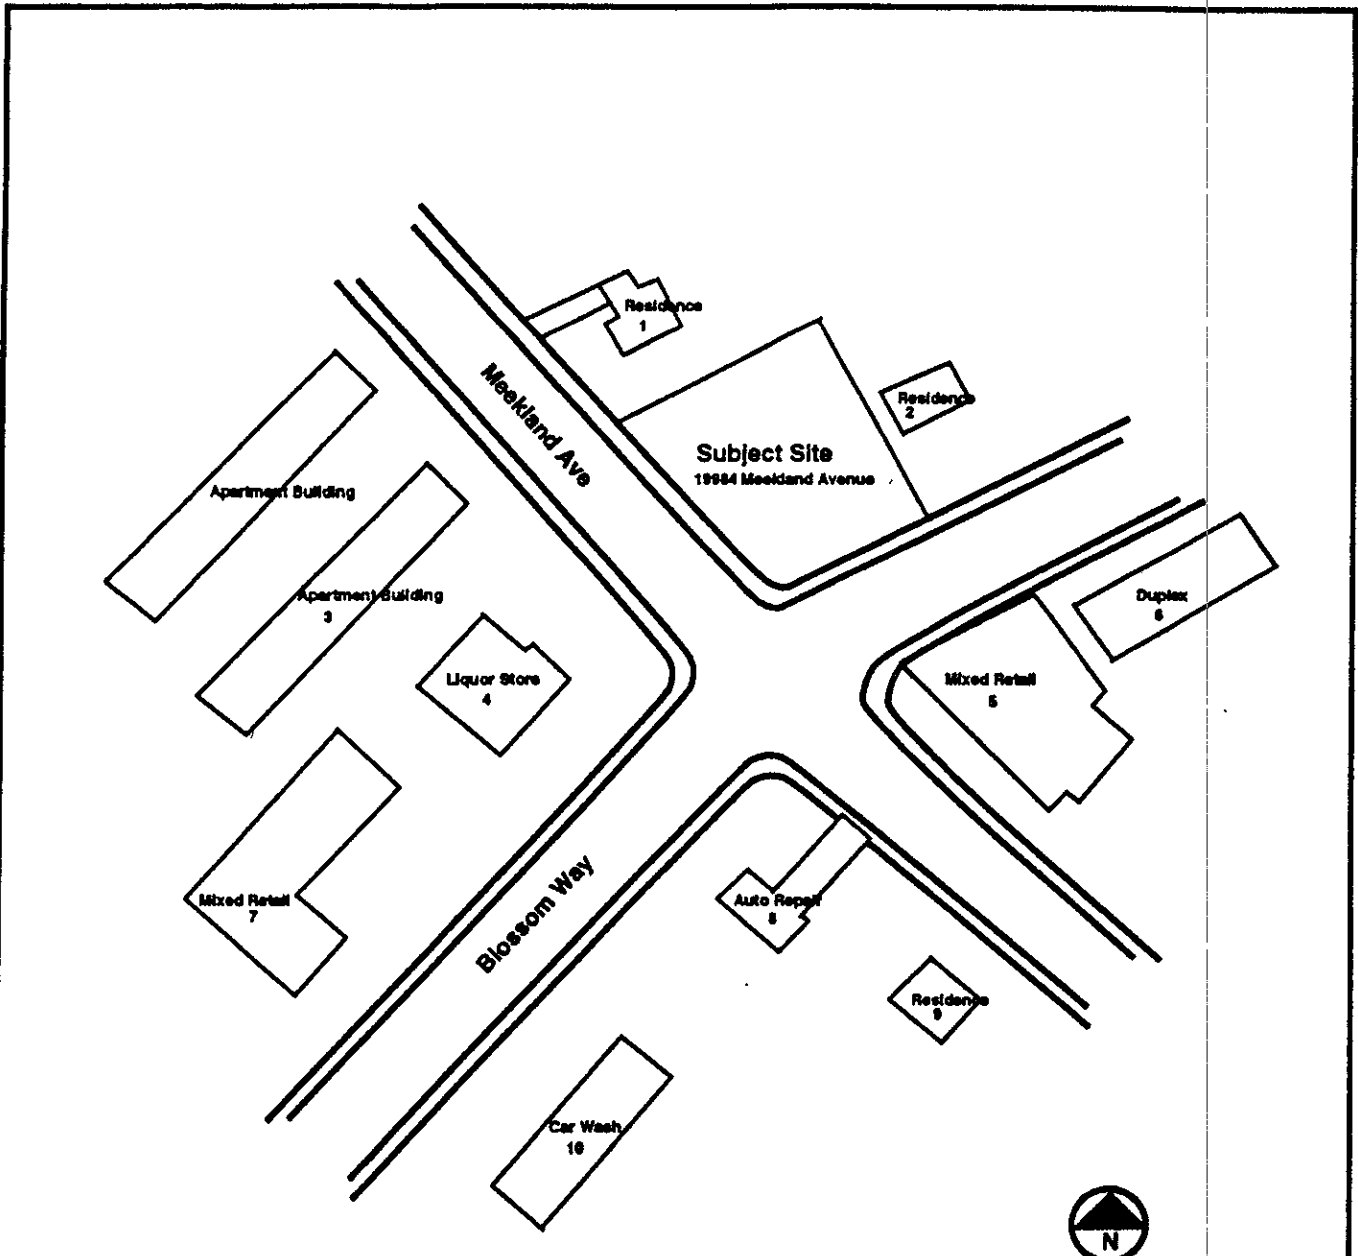 Residence
1
Meekland Ave
Residence
2
Subject Site
19984 Meekland Avenue
Apartment Building
Apartment Building
3
Duplex
6
Liquor Store
4
Mixed Retail
5
Mixed Retail
7
Blossom Way
Auto Repair
8
Residence
9
Car Wash
10
N